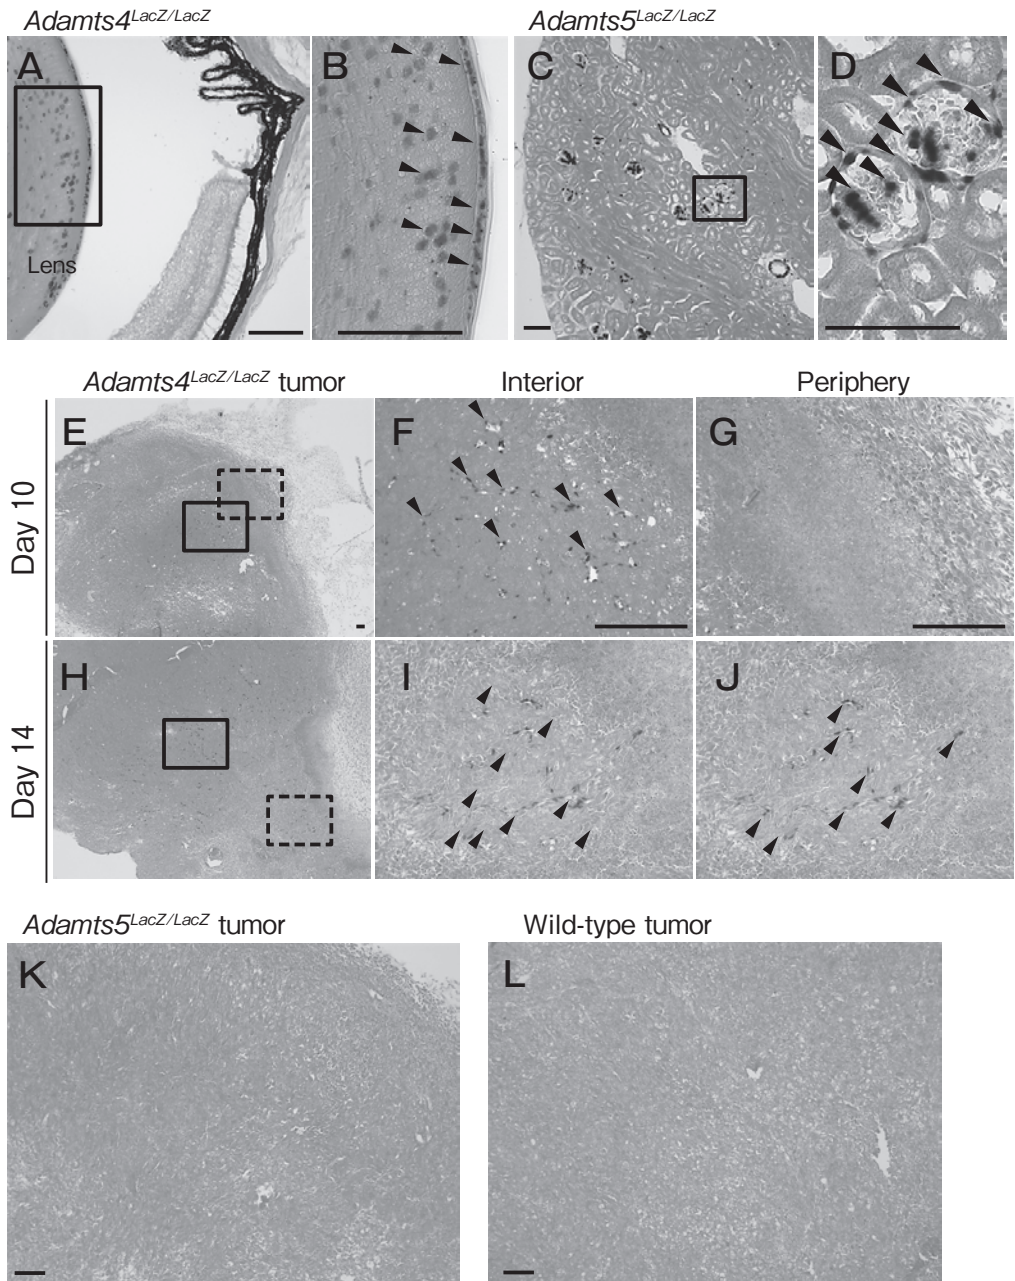 Adamts4LacZ/LacZ
Adamts5LacZ/LacZ
A
B
C
D
Lens
Adamts4LacZ/LacZ tumor
Interior
Periphery
Day 10
E
F
G
Day 14
H
I
J
Adamts5LacZ/LacZ tumor
Wild-type tumor
K
L